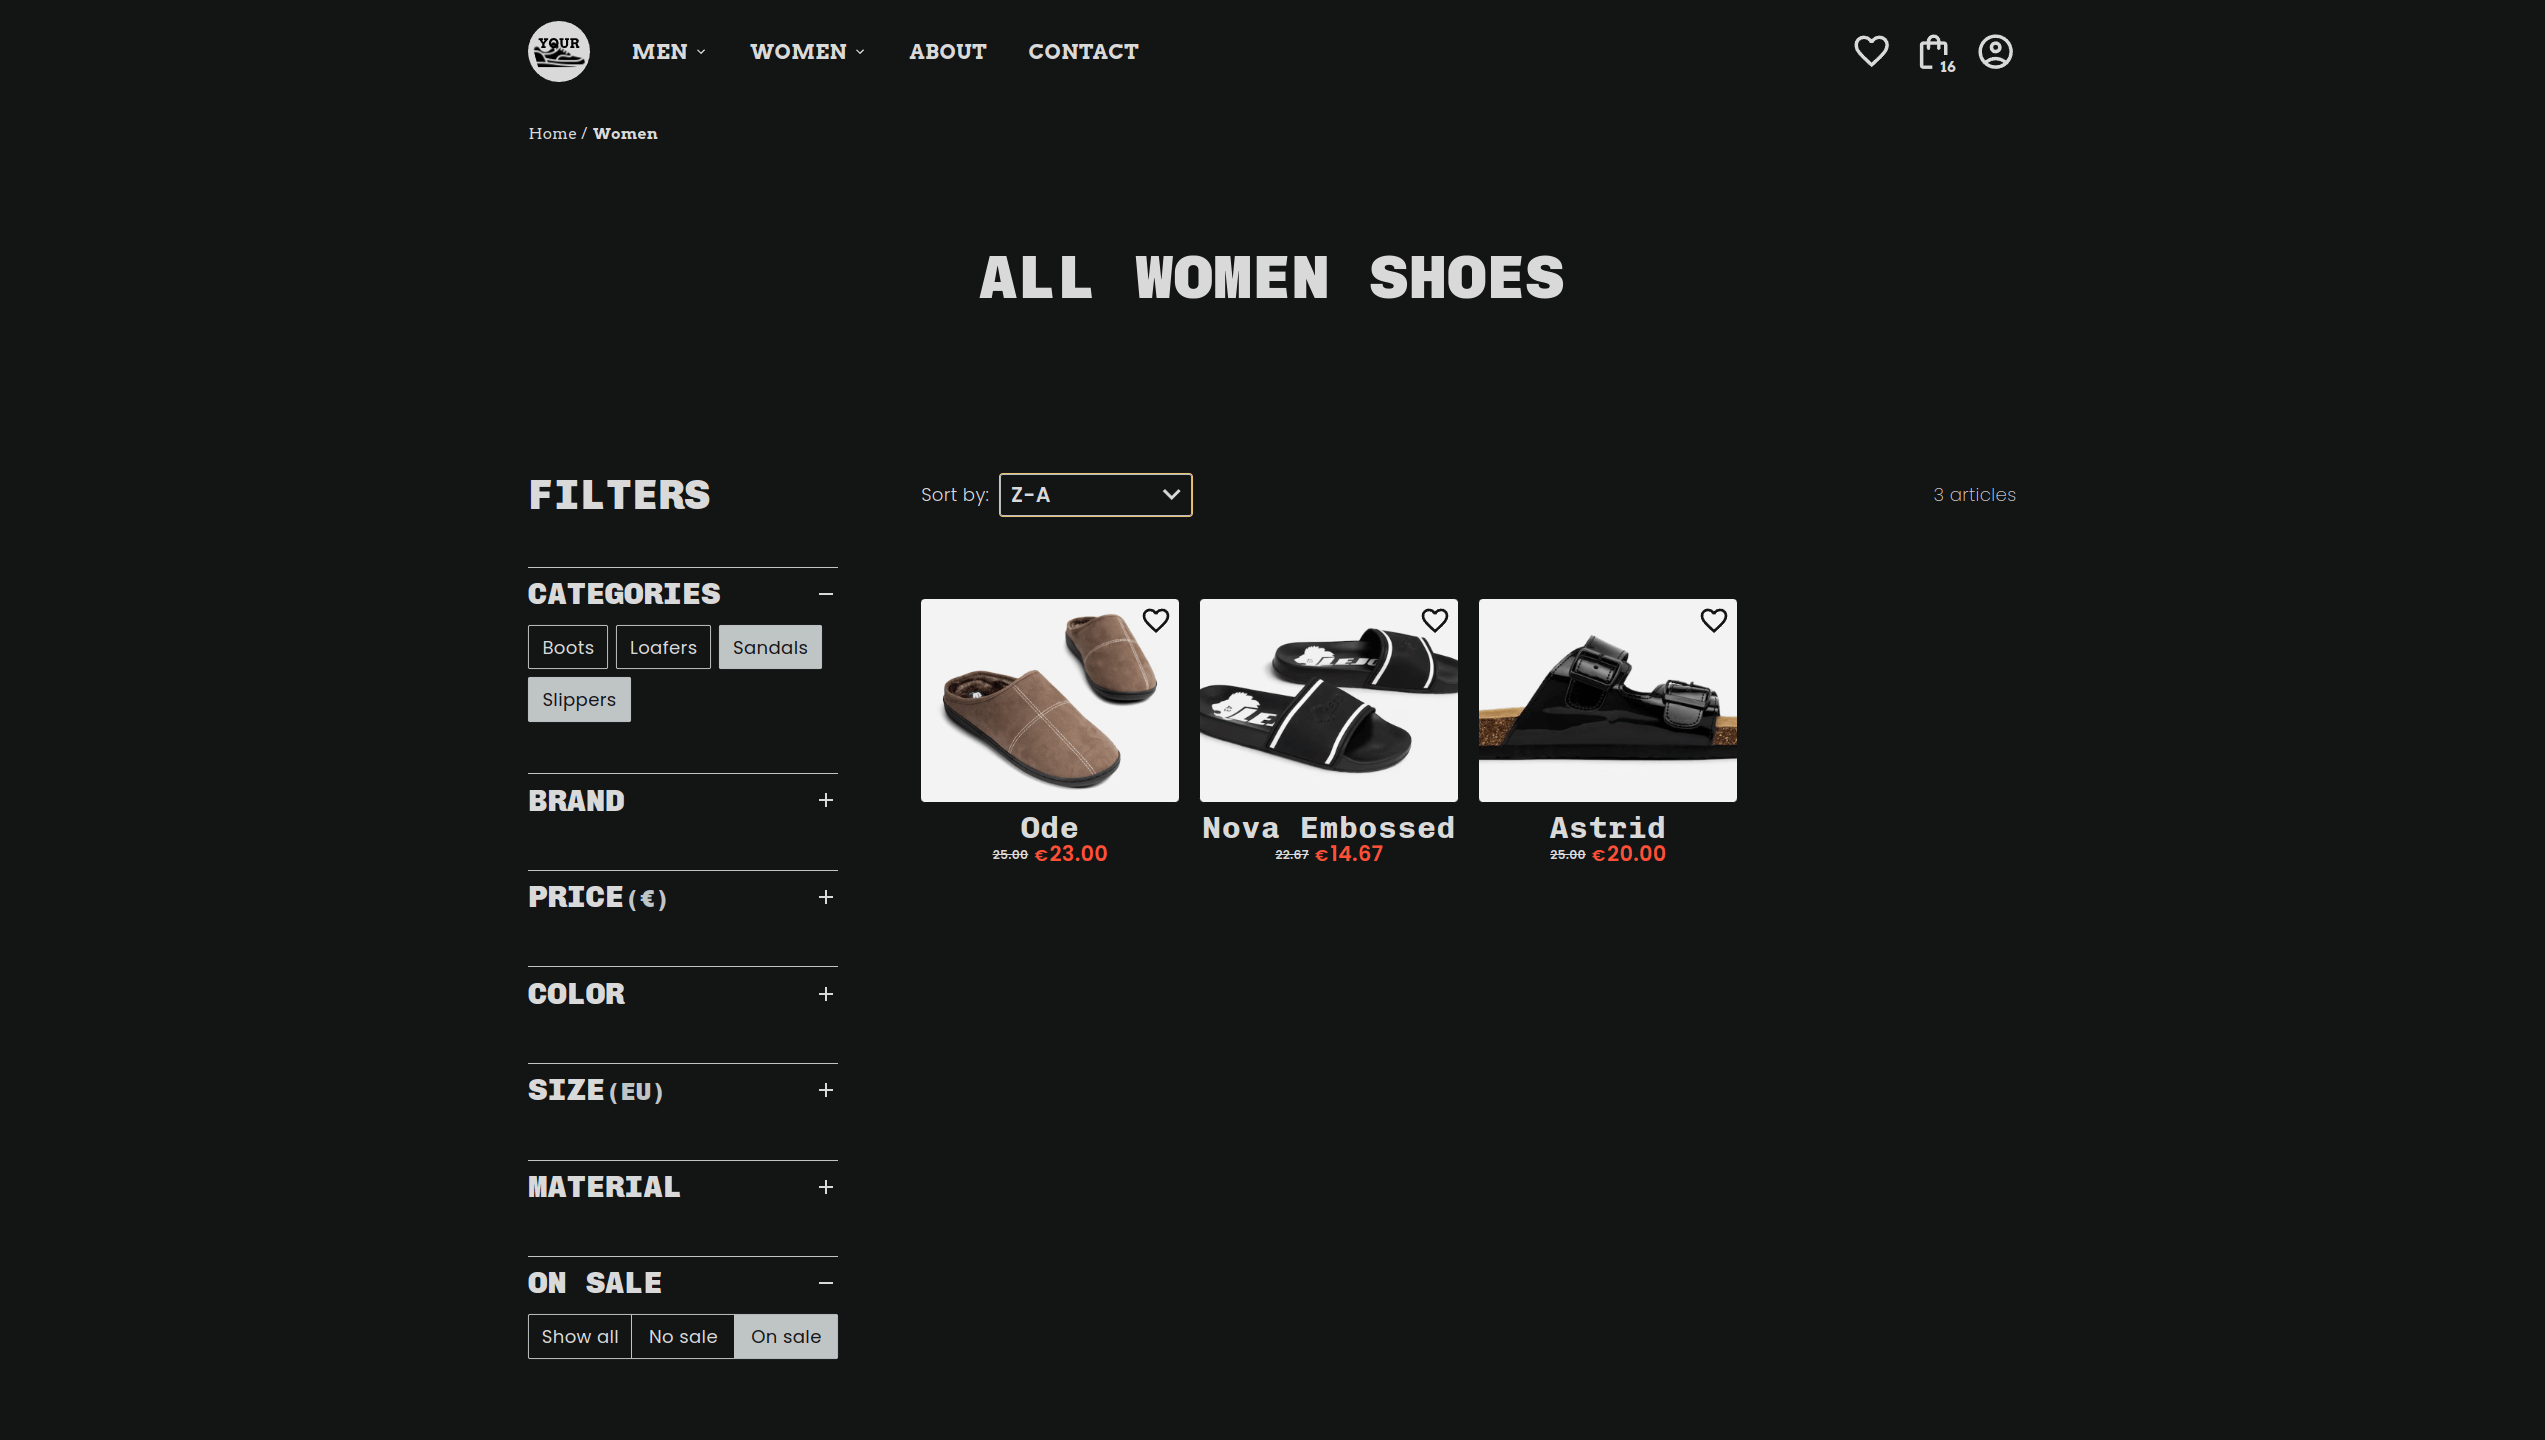 YOUR
MEN
WOMEN
ABOUT
CONTACT
16
Home / Women
ALL WOMEN SHOES
FILTERS
Sort by: Z-A
3 articles
CATEGORIES
Boots
Loafers
Sandals
Slippers
BRAND
PRICE(€)
COLOR
SIZE(EU)
MATERIAL
ON SALE
Show all
No sale
On sale
Ode
25.00 €23.00
Nova Embossed
22.67 €14.67
Astrid
25.00 €20.00